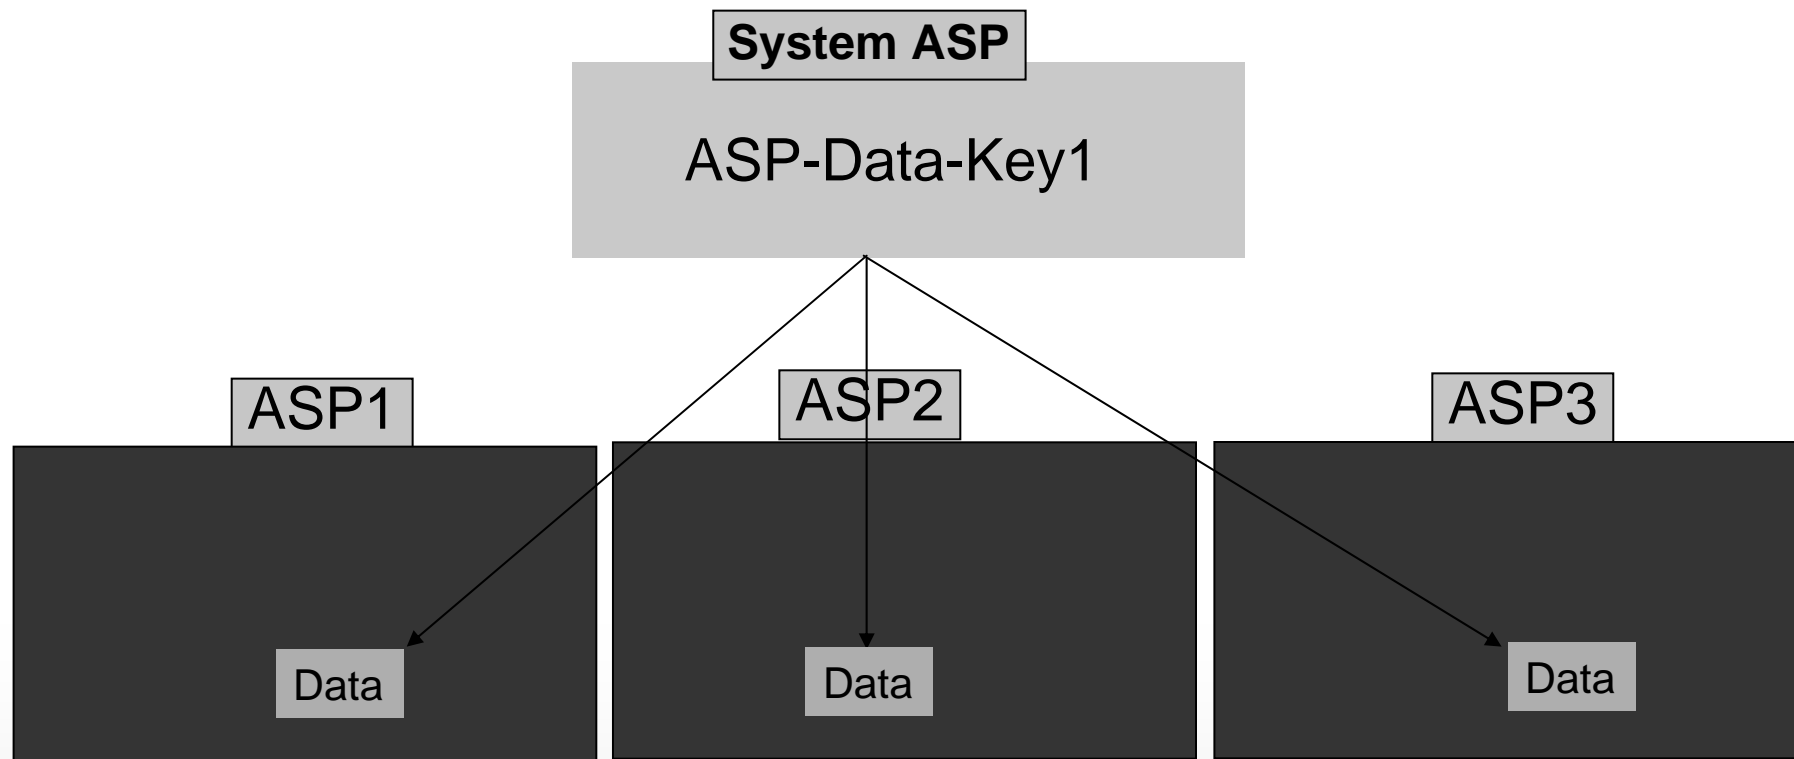 System ASP
ASP-Data-Key1
ASP1
ASP2
ASP3
Data
Data
Data